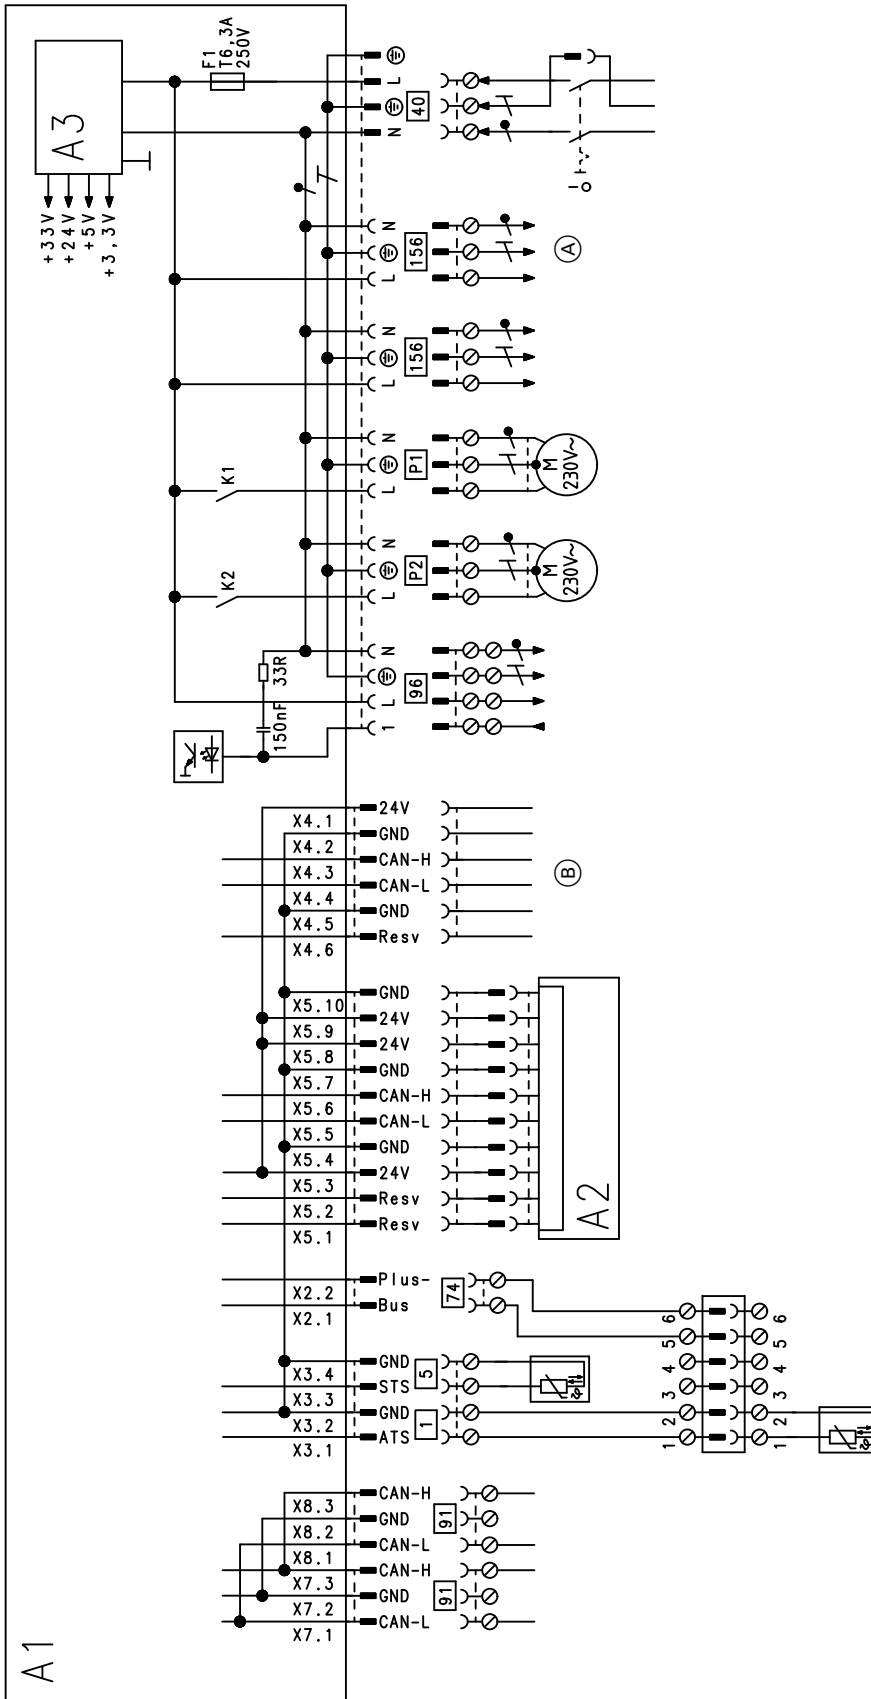 A3
+33V
+24V
+5V
+3,3V
F1
T6,3A
250V
L
N
40
N
L
156
A
N
L
156
N
L
P1
M
230V~
K1
N
L
P2
M
230V~
K2
N
L
1
96
33R
150nF
X4.1
24V
X4.2
GND
X4.3
CAN-H
X4.4
CAN-L
X4.5
GND
X4.6
Resv
B
X5.10
GND
X5.9
24V
X5.8
24V
X5.7
GND
X5.6
CAN-H
X5.5
CAN-L
X5.4
GND
X5.3
24V
X5.2
Resv
X5.1
Resv
A2
X2.2
Plus-
X2.1
Bus
74
X3.4
GND
X3.3
STS
5
X3.2
GND
X3.1
ATS
1
6
5
4
3
2
1
6
5
4
3
2
1
X8.3
CAN-H
X8.2
GND
X8.1
CAN-L
91
X7.3
CAN-H
X7.2
GND
X7.1
CAN-L
91
A1